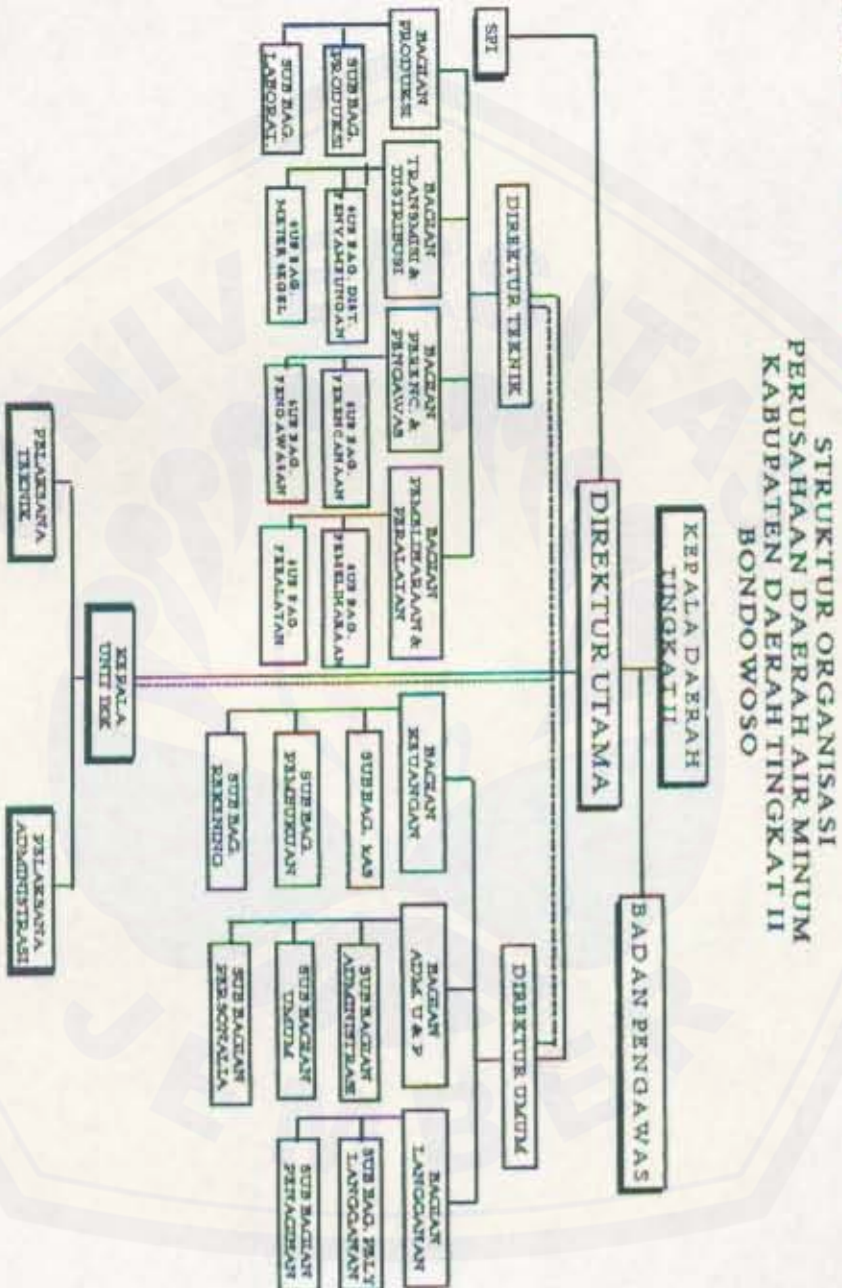 STRUKTUR ORGANISASI
PERUSAHAAN DAERAH AIR MINUM
KABUPATEN DAERAH TINGKAT II
BONDOWOSO
KEPALA DAERAH
TINGKAT II
BADAN PENGAWAS
DIREKTUR UTAMA
SPI
DIREKTUR TEKNIK
DIREKTUR UMUM
BAGIAN
PRODUKSI
BAGIAN
TRANSMISI &
DISTRIBUSI
BAGIAN
PERENC. &
PENGAWAS
BAGIAN
PEMELIHARAAN &
PERALATAN
BAGIAN
KEUANGAN
BAGIAN
ADM. U & P
BAGIAN
LANGGANAN
SUB BAG.
PRODUKSI
SUB BAG.
LABORAT.
SUB BAG. DIST.
PENYAMBUNGAN
SUB BAG.
METER SEGEL
SUB BAG.
PERENCANAAN
SUB BAG.
PENGAWASAN
SUB BAG.
PEMELIHARAAN
SUB BAG.
PERALATAN
SUB BAG. KAS
SUB BAG.
PEMBUKUAN
SUB BAG.
REKENING
SUB BAGIAN
ADMINISTRASI
SUB BAGIAN
UMUM
SUB BAGIAN
PERSONALIA
SUB BAG. PELY
LANGGANAN
SUB BAGIAN
PENAGIHAN
KEPALA
UNIT IKK
PELAKSANA
TEKNIK
PELAKSANA
ADMINISTRASI
UNIVERSITAS
JEMBER